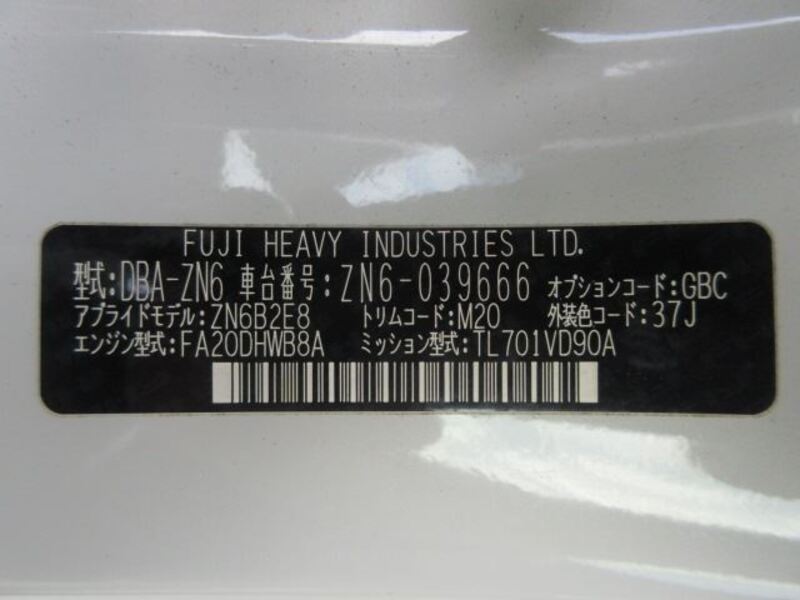 FUJI HEAVY INDUSTRIES LTD.
型式:DBA-ZN6 車台番号:ZN6-039666 オプションコード:GBC
アプライドモデル:ZN6B2E8 トリムコード:M20 外装色コード:37J
エンジン型式:FA20DHWB8A ミッション型式:TL701VD90A